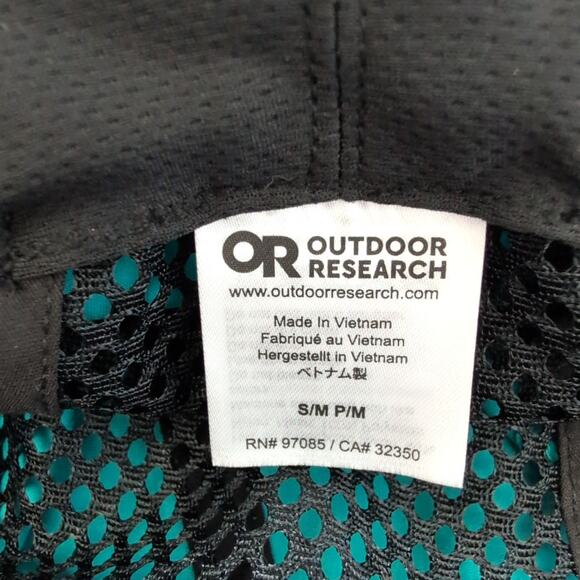 OR OUTDOOR
RESEARCH
www.outdoorresearch.com
Made In Vietnam
Fabriqué au Vietnam
Hergestellt in Vietnam
ベトナム製
S/M P/M
RN# 97085 / CA# 32350